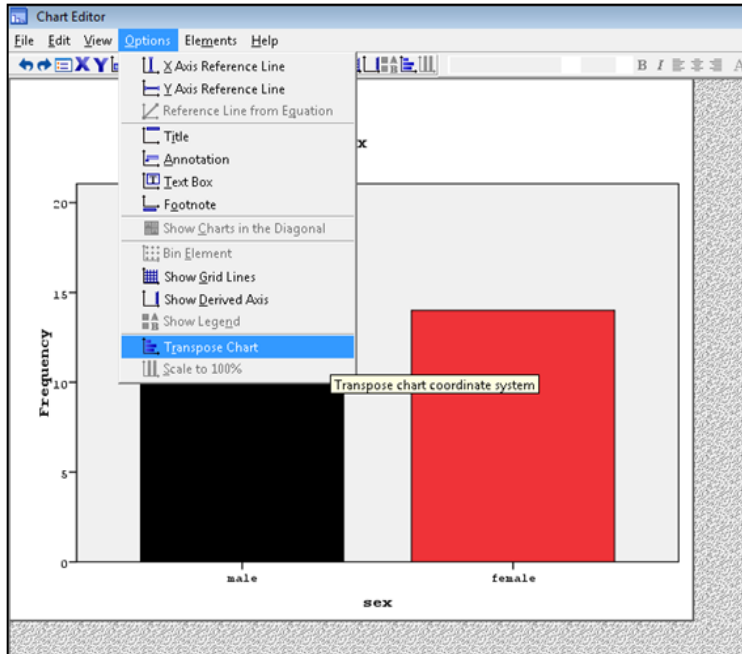 Chart Editor
File Edit View Options Elements Help
X Y
B I
X Axis Reference Line
Y Axis Reference Line
Reference Line from Equation
Title
Annotation
Text Box
Footnote
Show Charts in the Diagonal
Bin Element
Show Grid Lines
Show Derived Axis
Show Legend
Transpose Chart
Scale to 100%
Transpose chart coordinate system
x
20
15
10
5
0
Frequency
male female
sex